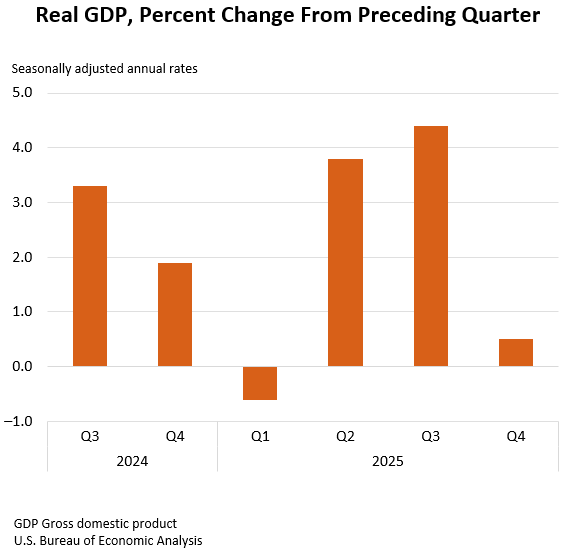 Real GDP, Percent Change From Preceding Quarter
Seasonally adjusted annual rates
5.0
4.0
3.0
2.0
1.0
0.0
–1.0
Q3 Q4 Q1 Q2 Q3 Q4
2024 2025
GDP Gross domestic product
U.S. Bureau of Economic Analysis